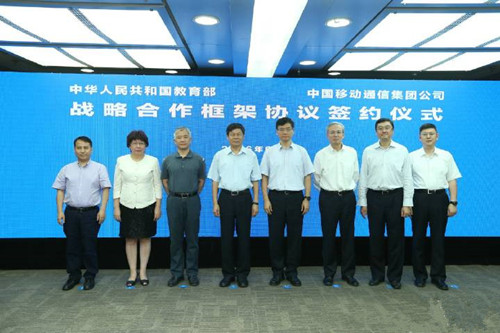 中华人民共和国教育部 中国移动通信集团公司
战略合作框架协议签约仪式